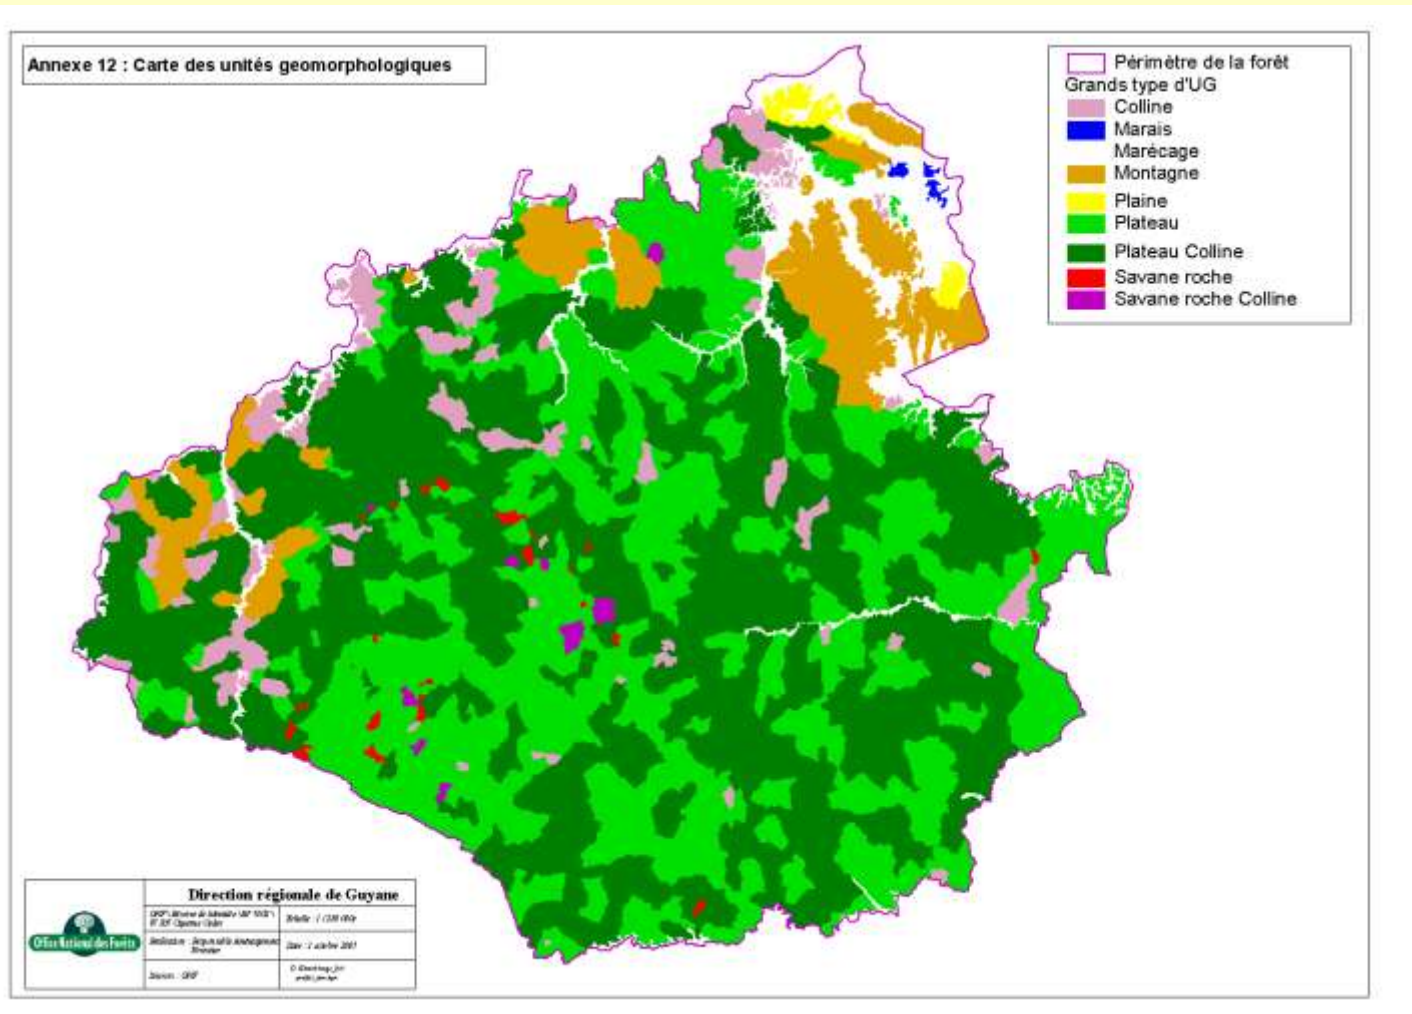 Annexe 12 : Carte des unités geomorphologiques
Périmètre de la forêt
Grands type d'UG
Colline
Marais
Marécage
Montagne
Plaine
Plateau
Plateau Colline
Savane roche
Savane roche Colline
Direction régionale de Guyane
Office National des Forêts